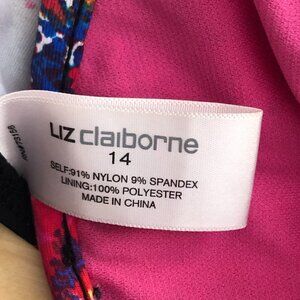 LIZ claiborne
14
SELF:91% NYLON 9% SPANDEX
LINING:100% POLYESTER
MADE IN CHINA